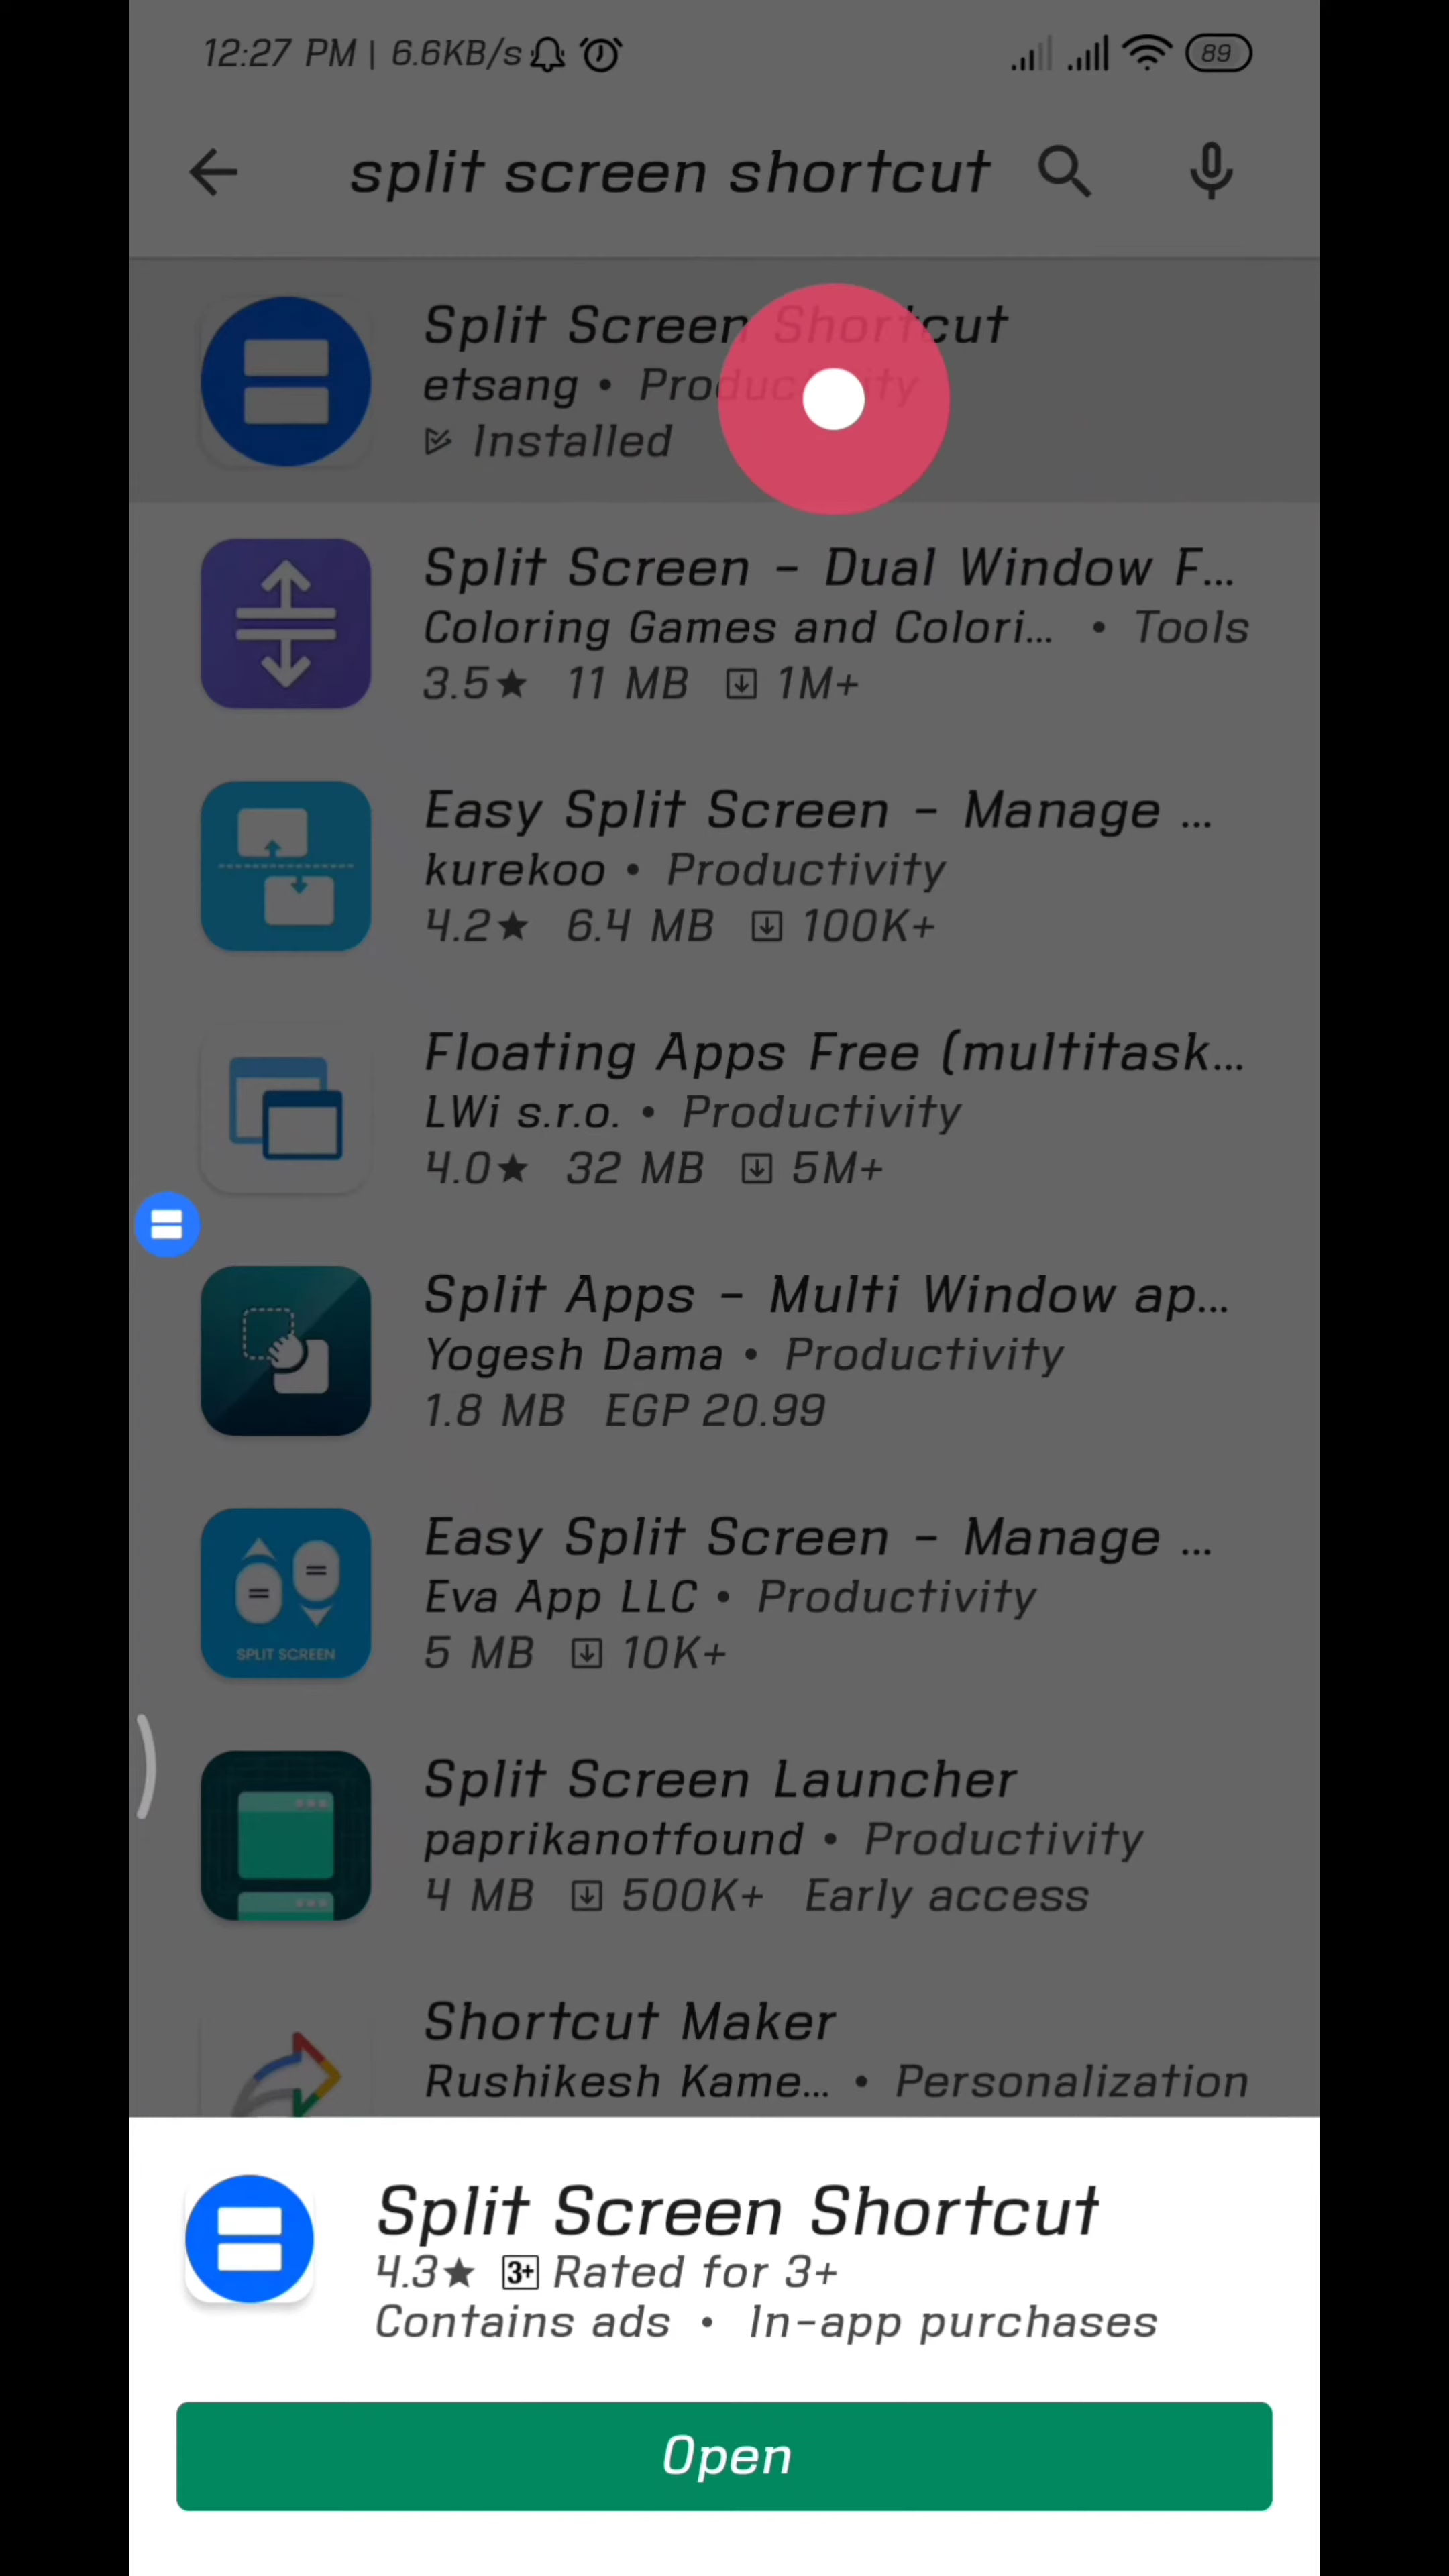 12:27 PM | 6.6KB/s
89
split screen shortcut
Split Screen Shortcut
etsang • Productivity
Installed
Split Screen - Dual Window F...
Coloring Games and Colori... • Tools
3.5★ 11 MB 1M+
Easy Split Screen - Manage ...
kurekoo • Productivity
4.2★ 6.4 MB 100K+
Floating Apps Free (multitask...
LWi s.r.o. • Productivity
4.0★ 32 MB 5M+
Split Apps - Multi Window ap...
Yogesh Dama • Productivity
1.8 MB EGP 20.99
Easy Split Screen - Manage ...
Eva App LLC • Productivity
SPLIT SCREEN
5 MB 10K+
Split Screen Launcher
paprikanotfound • Productivity
4 MB 500K+ Early access
Shortcut Maker
Rushikesh Kame... • Personalization
Split Screen Shortcut
4.3★ 3+ Rated for 3+
Contains ads • In-app purchases
Open